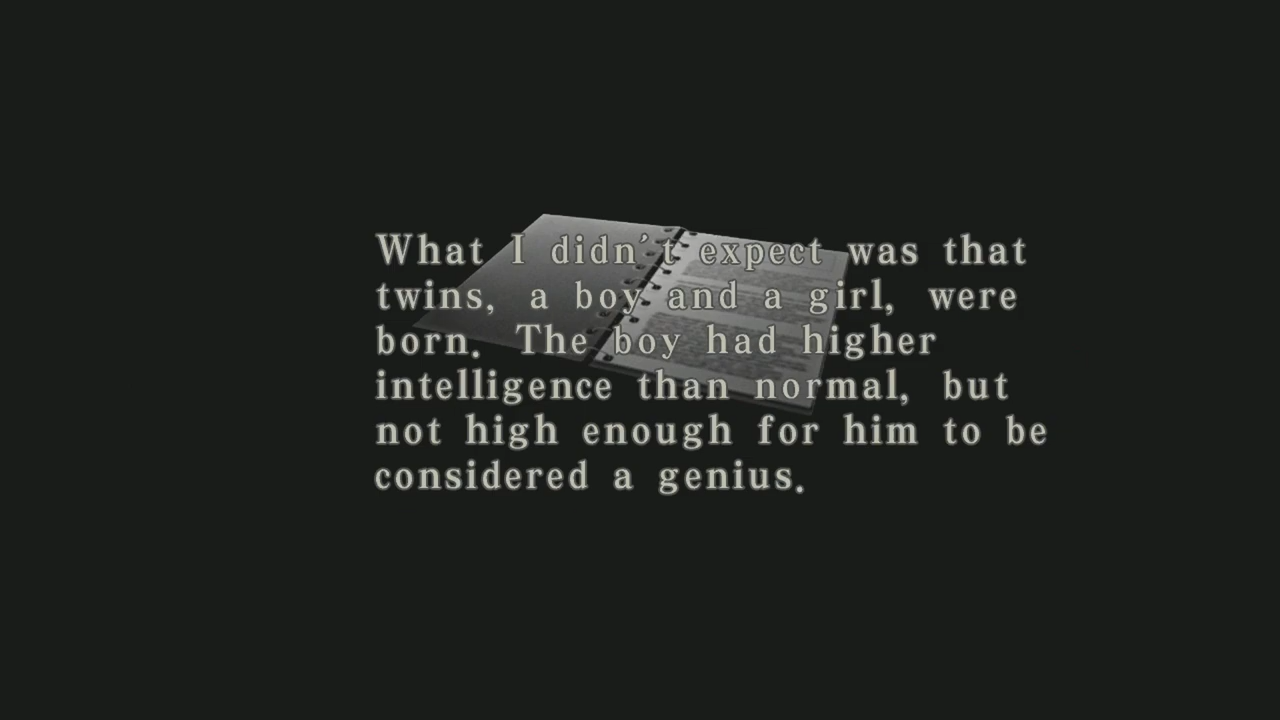 What I didn't expect was that
twins, a boy and a girl, were
born. The boy had higher
intelligence than normal, but
not high enough for him to be
considered a genius.